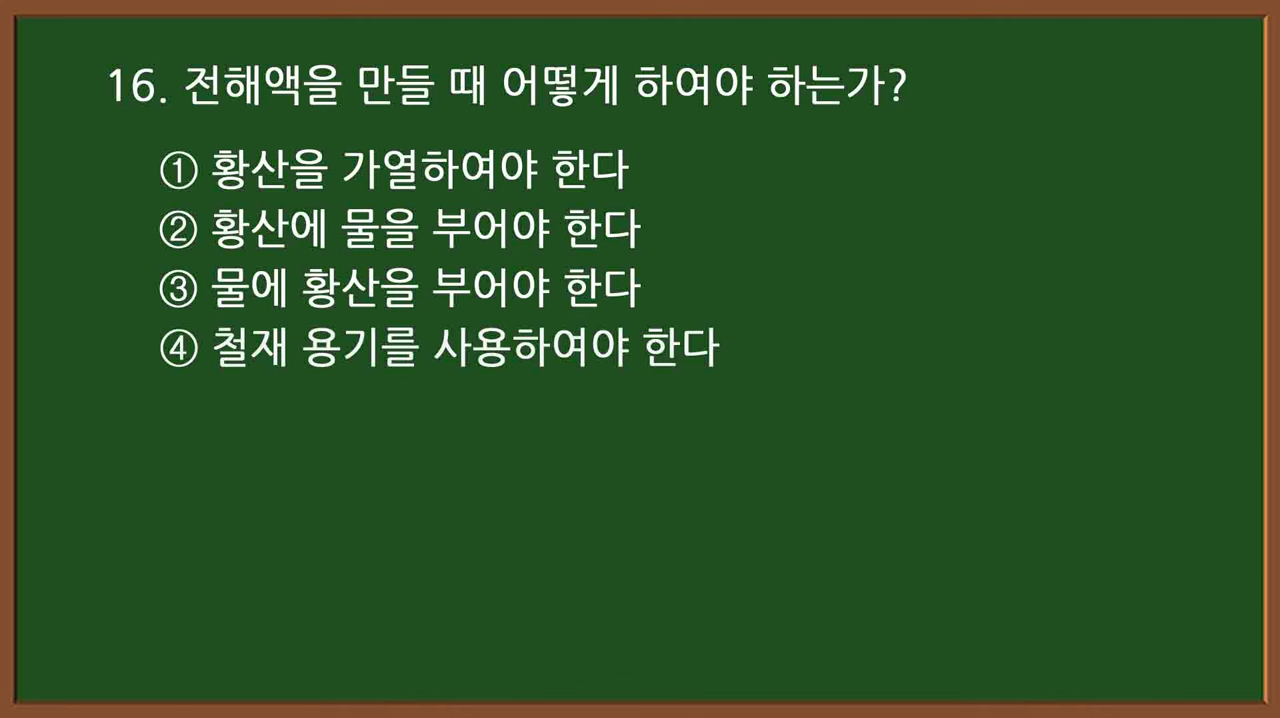 16. 전해액을 만들 때 어떻게 하여야 하는가?
① 황산을 가열하여야 한다
② 황산에 물을 부어야 한다
③ 물에 황산을 부어야 한다
④ 철재 용기를 사용하여야 한다